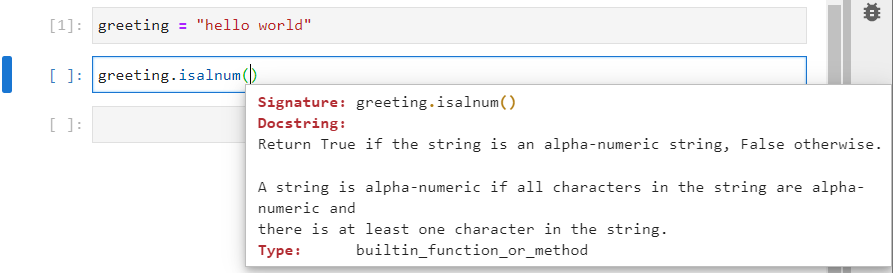 [1]: greeting = "hello world"
[ ]: greeting.isalnum()
[ ]:
Signature: greeting.isalnum()
Docstring:
Return True if the string is an alpha-numeric string, False otherwise.
A string is alpha-numeric if all characters in the string are alpha-
numeric and
there is at least one character in the string.
Type: builtin_function_or_method